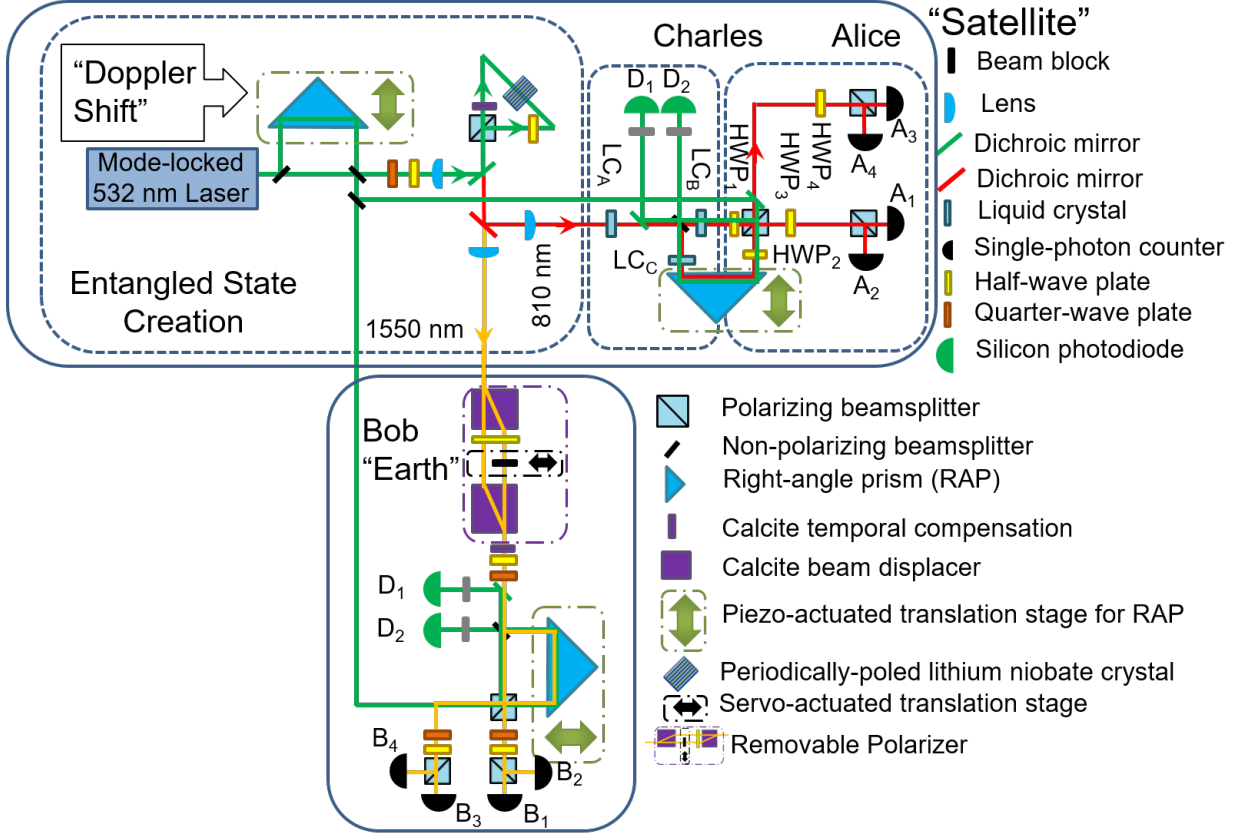 “Doppler
Shift”
Mode-locked
532 nm Laser
Entangled State
Creation
1550 nm
810 nm
Charles
Alice
D1
D2
LCA
LCB
LCC
HWP1
HWP3
HWP4
HWP2
A3
A4
A1
A2
“Satellite”
Beam block
Lens
Dichroic mirror
Dichroic mirror
Liquid crystal
Single-photon counter
Half-wave plate
Quarter-wave plate
Silicon photodiode
Bob
“Earth”
D1
D2
B4
B3
B1
B2
Polarizing beamsplitter
Non-polarizing beamsplitter
Right-angle prism (RAP)
Calcite temporal compensation
Calcite beam displacer
Piezo-actuated translation stage for RAP
Periodically-poled lithium niobate crystal
Servo-actuated translation stage
Removable Polarizer